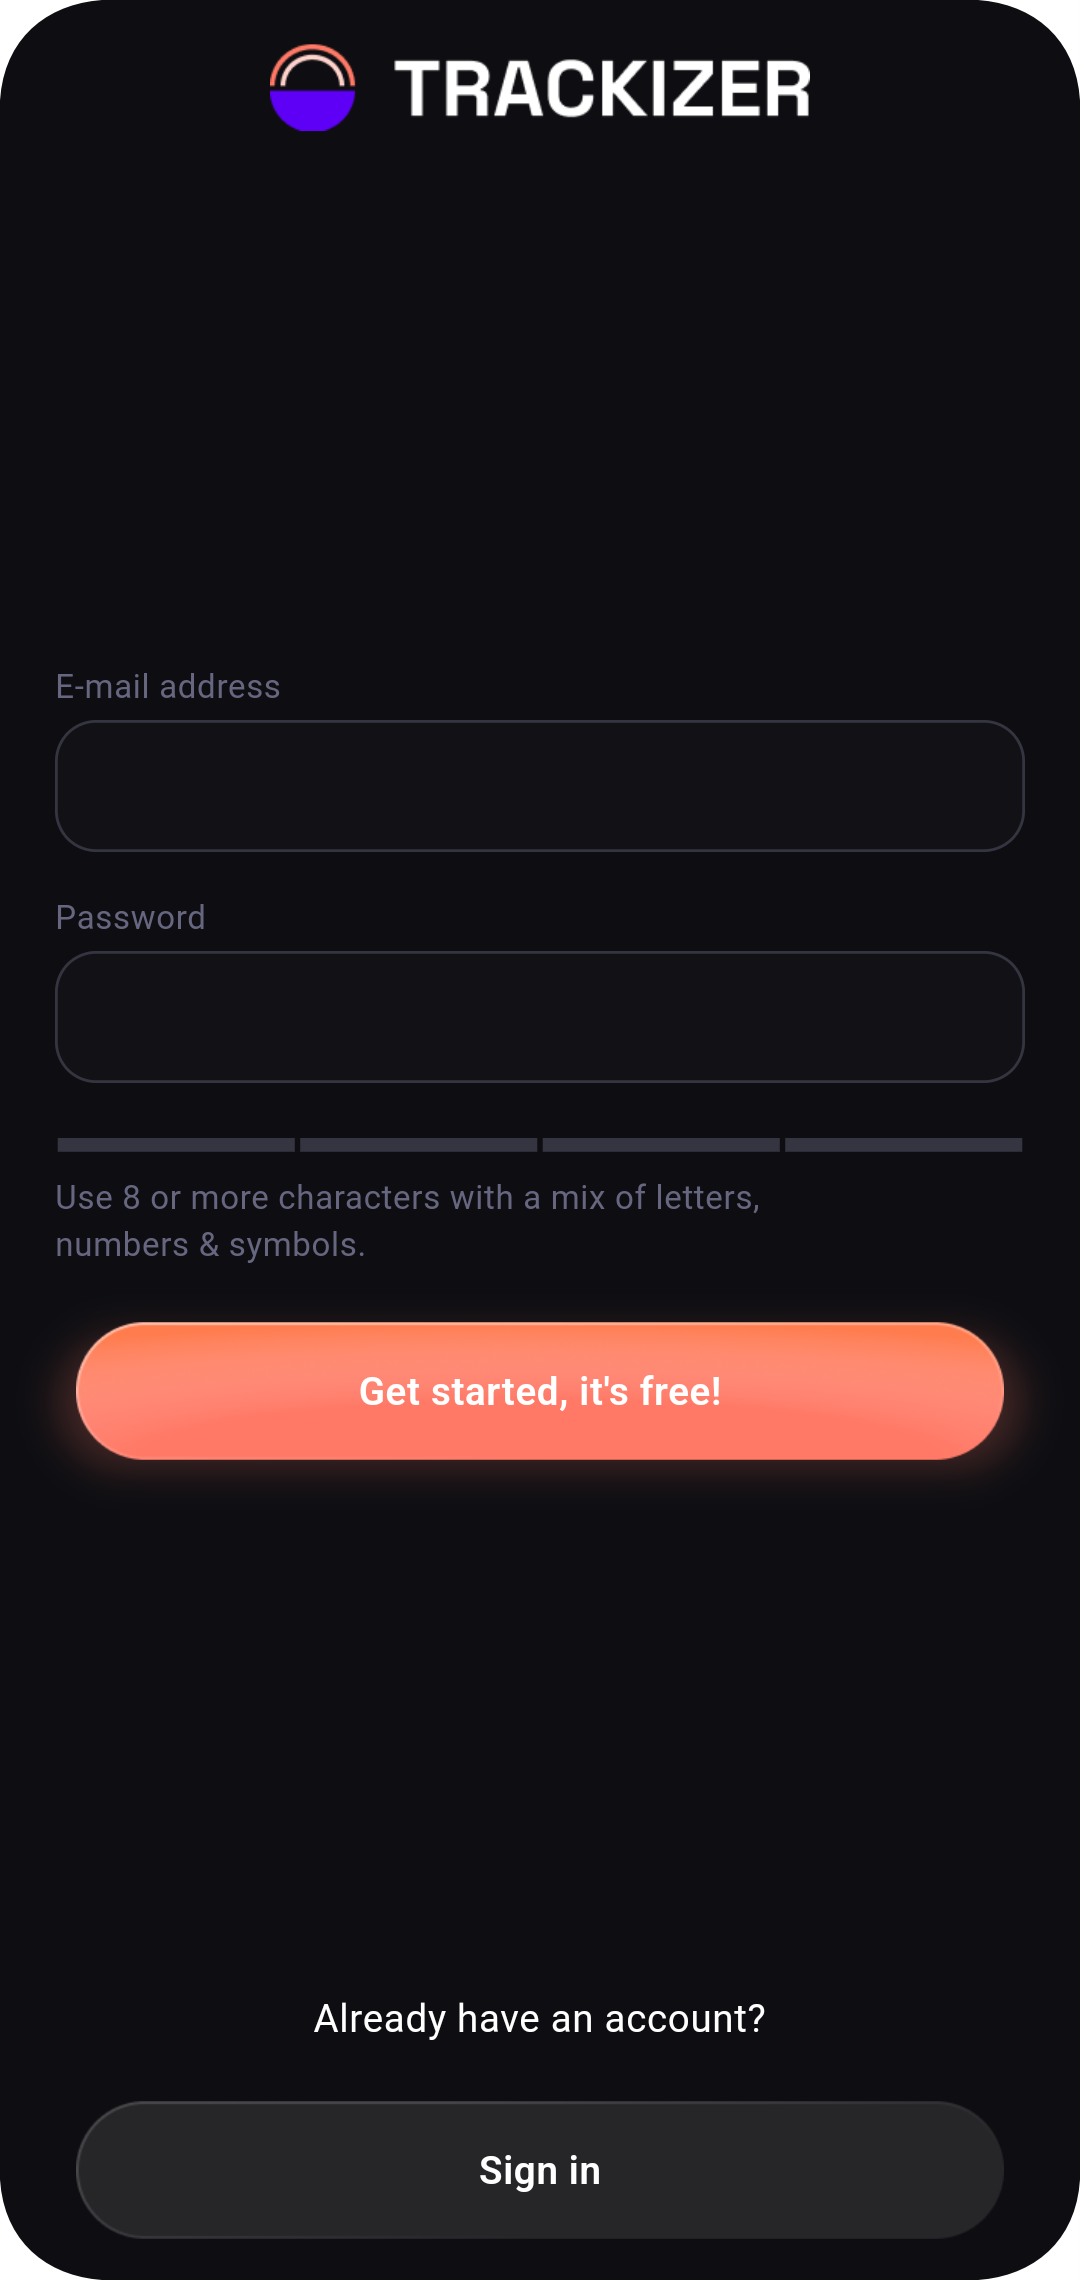 TRACKIZER
E-mail address
Password
Use 8 or more characters with a mix of letters,
numbers & symbols.
Get started, it's free!
Already have an account?
Sign in